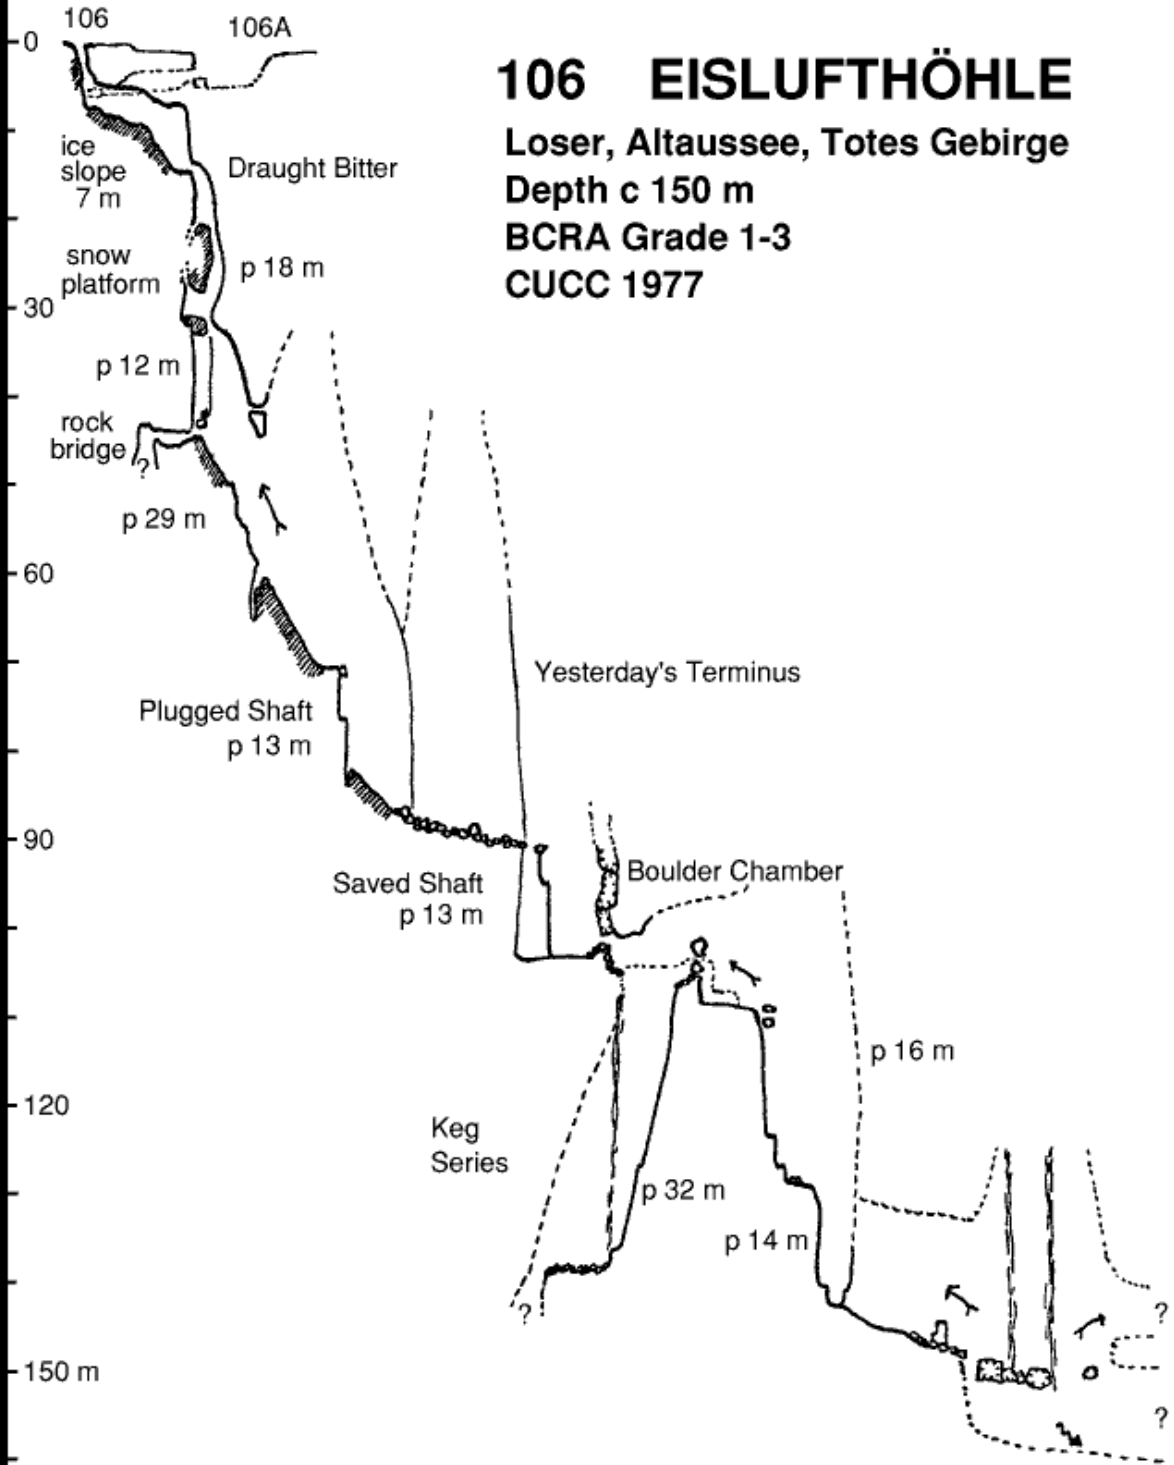 106
106A
0
106 EISLUFTHÖHLE
Loser, Altaussee, Totes Gebirge
Depth c 150 m
BCRA Grade 1-3
CUCC 1977
ice
slope
7 m
Draught Bitter
snow
platform
p 18 m
30
p 12 m
rock
bridge
?
p 29 m
60
Yesterday's Terminus
Plugged Shaft
p 13 m
90
Saved Shaft
p 13 m
Boulder Chamber
p 16 m
120
Keg
Series
p 32 m
p 14 m
?
?
150 m
?